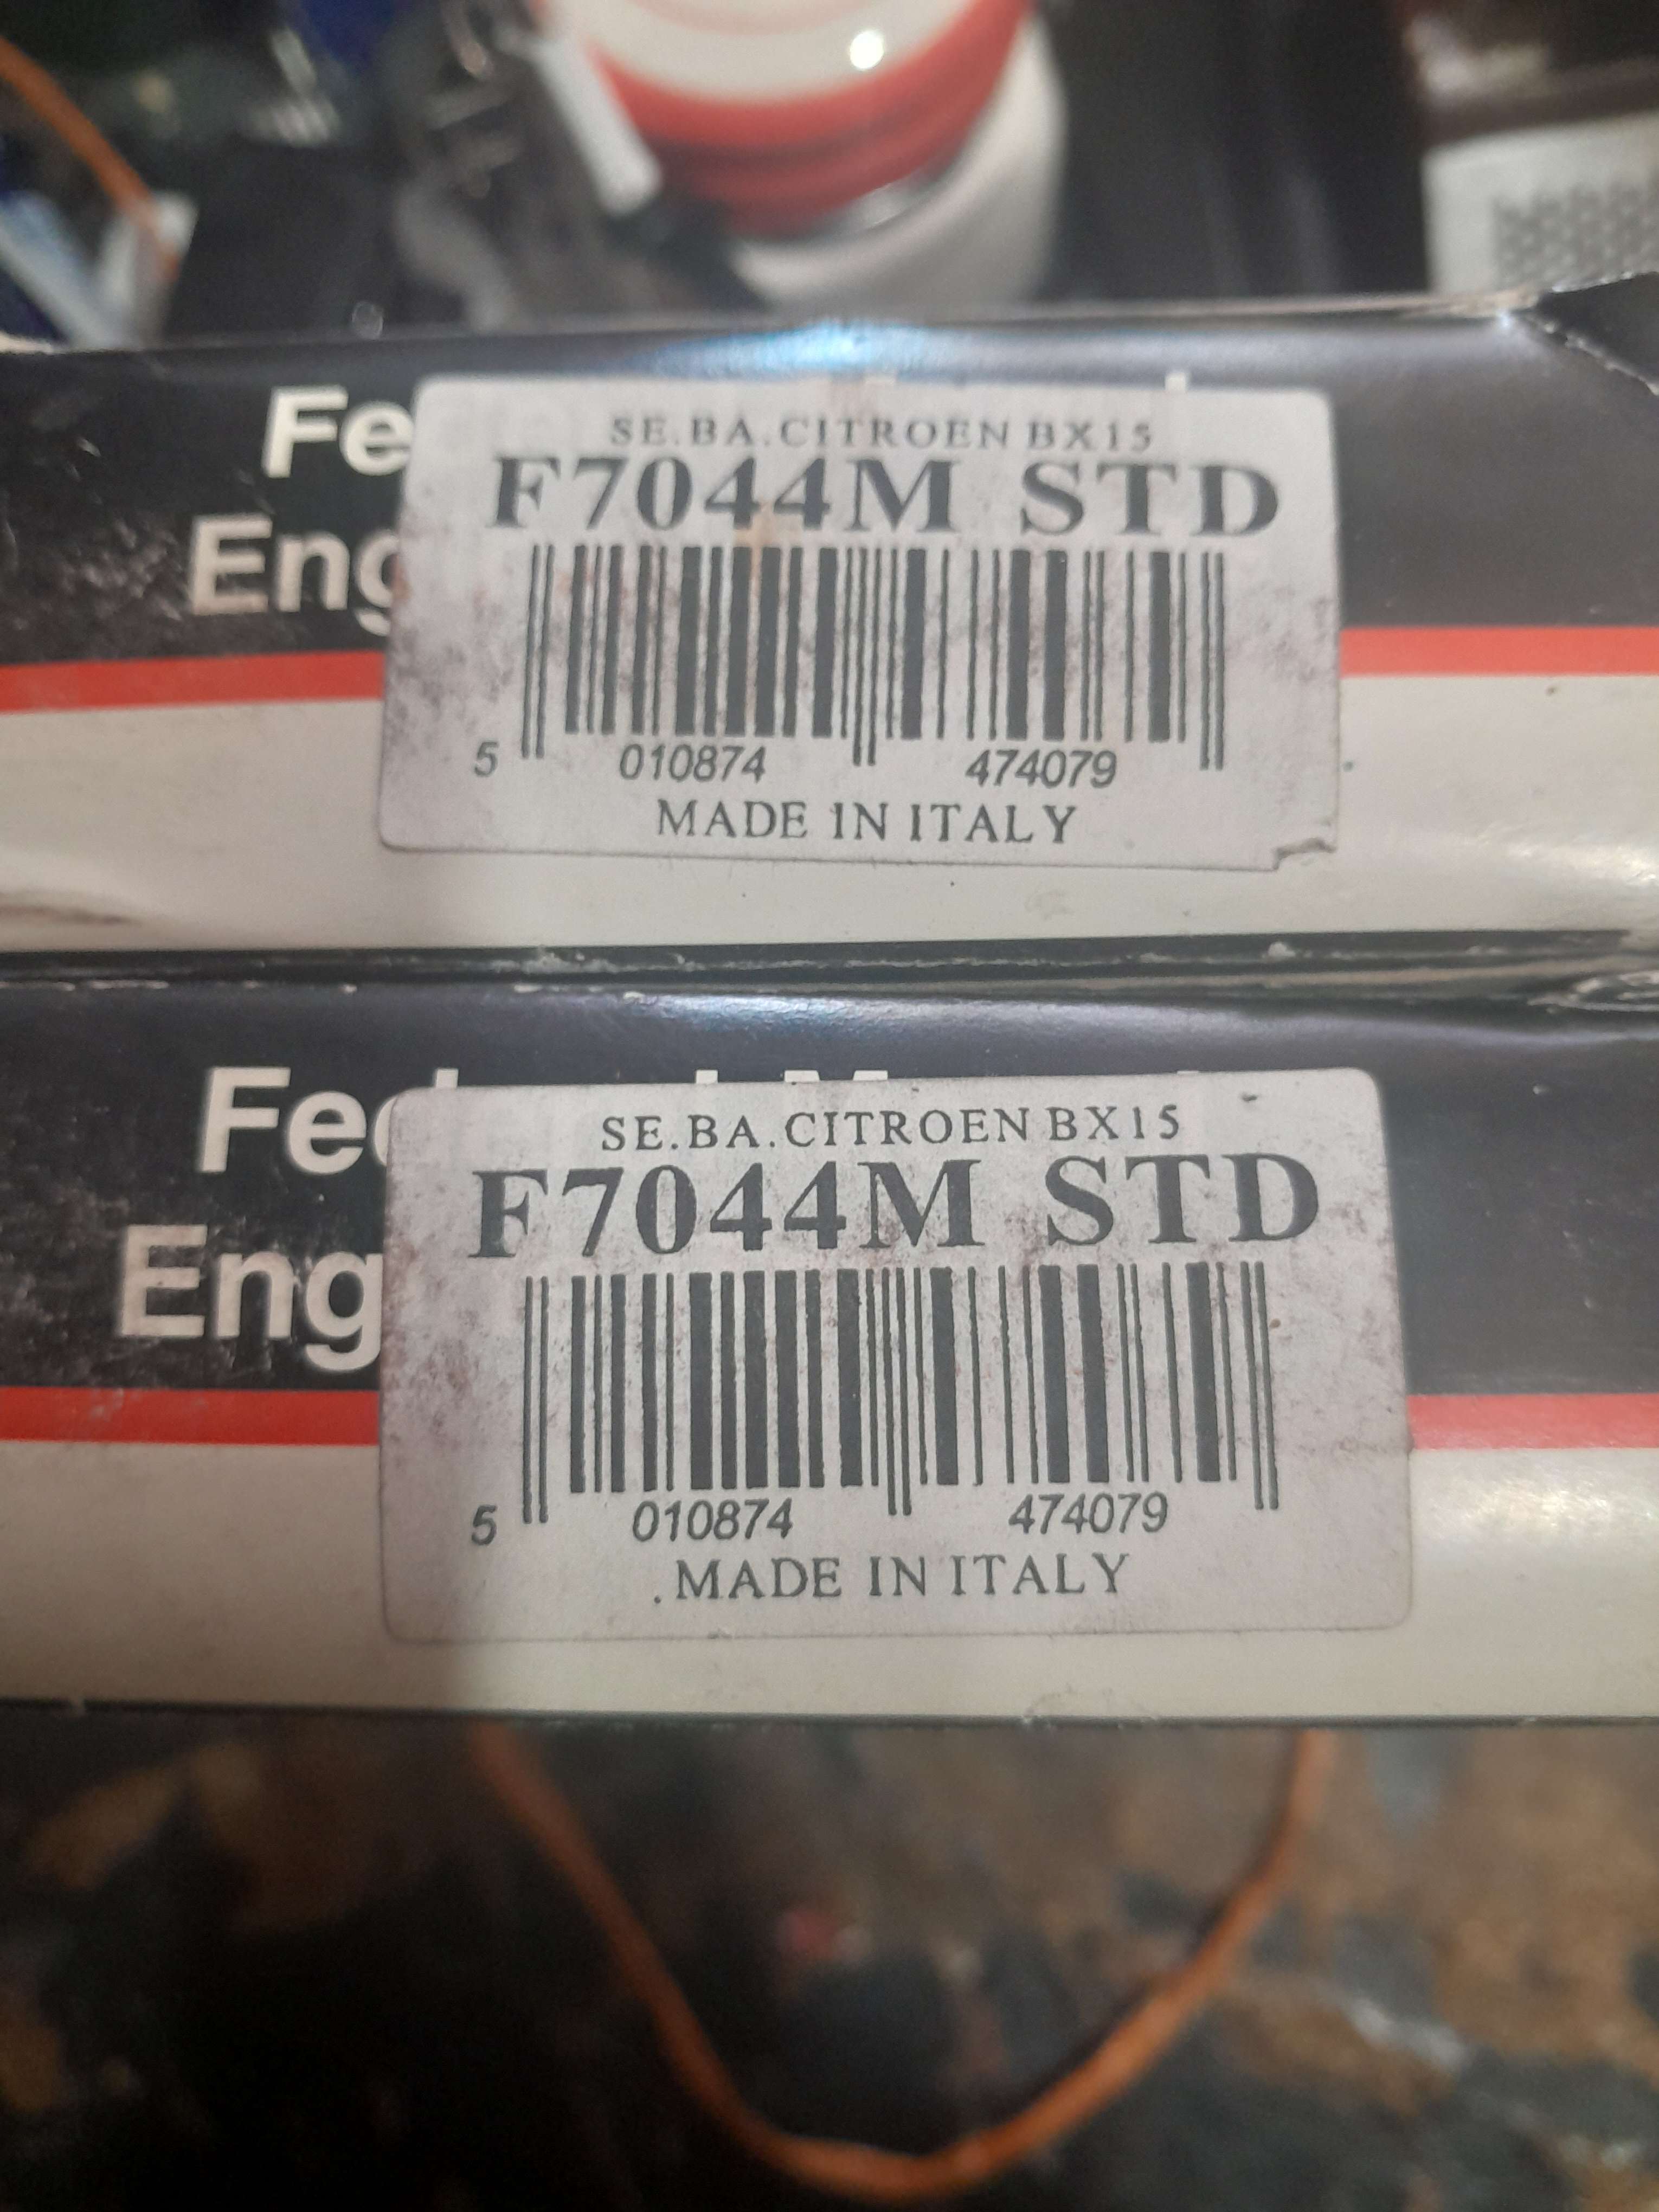 Fe
Eng
SE.BA.CITROEN BX15
F7044M STD
5 010874 474079
MADE IN ITALY
Fed
Eng
SE.BA.CITROEN BX15
F7044M STD
5 010874 474079
.MADE IN ITALY